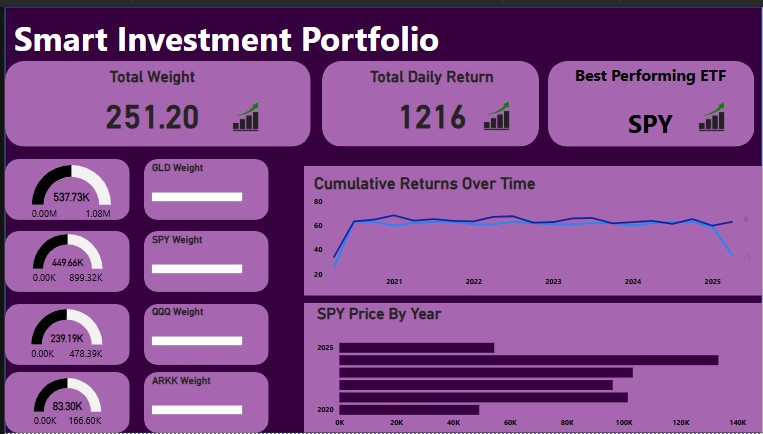 Smart Investment Portfolio
Total Weight
251.20
Total Daily Return
1216
Best Performing ETF
SPY
537.73K
0.00M 1.08M
GLD Weight
449.66K
0.00K 899.32K
SPY Weight
239.19K
0.00K 478.39K
QQQ Weight
83.30K
0.00K 166.60K
ARKK Weight
Cumulative Returns Over Time
80
60
40
20
2021 2022 2023 2024 2025
SPY Price By Year
2025
2020
0K 20K 40K 60K 80K 100K 120K 140K